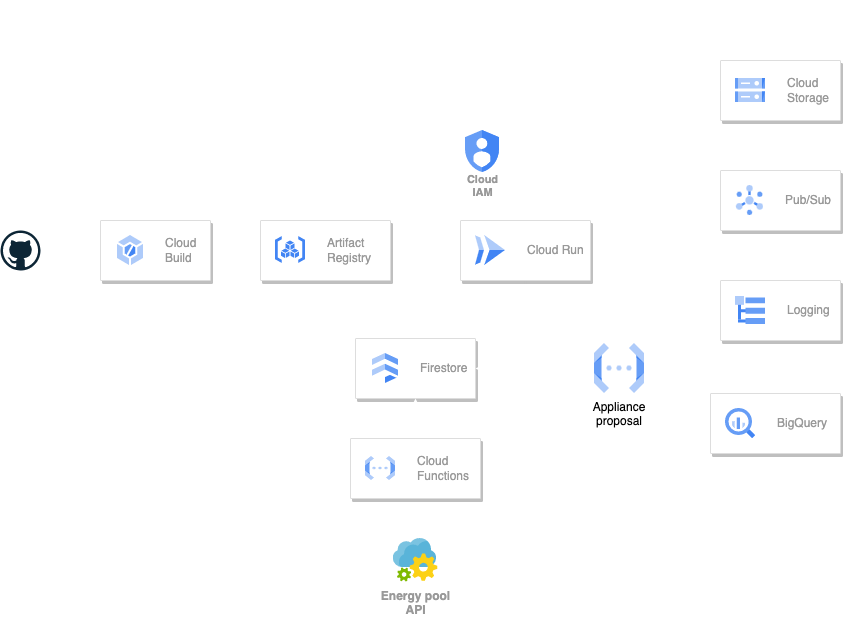 Cloud
Storage
Cloud
IAM
Pub/Sub
Cloud
Build
Artifact
Registry
Cloud Run
Logging
Firestore
Appliance
proposal
BigQuery
Cloud
Functions
Energy pool
API